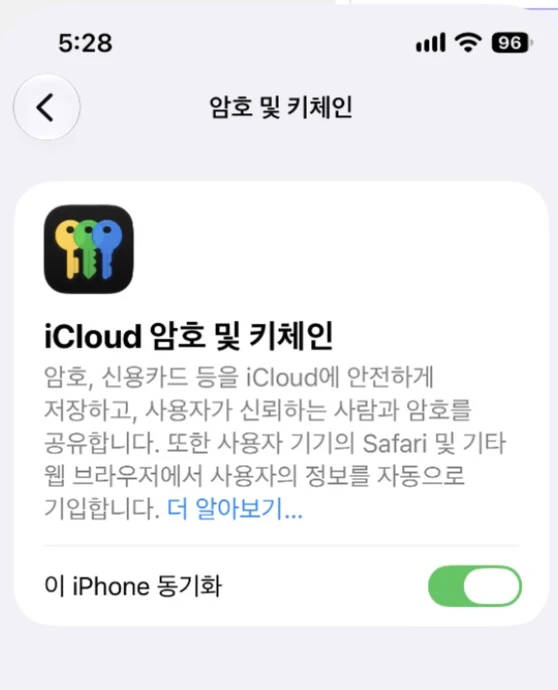 5:28
96
암호 및 키체인
iCloud 암호 및 키체인
암호, 신용카드 등을 iCloud에 안전하게
저장하고, 사용자가 신뢰하는 사람과 암호를
공유합니다. 또한 사용자 기기의 Safari 및 기타
웹 브라우저에서 사용자의 정보를 자동으로
기입합니다. 더 알아보기...
이 iPhone 동기화